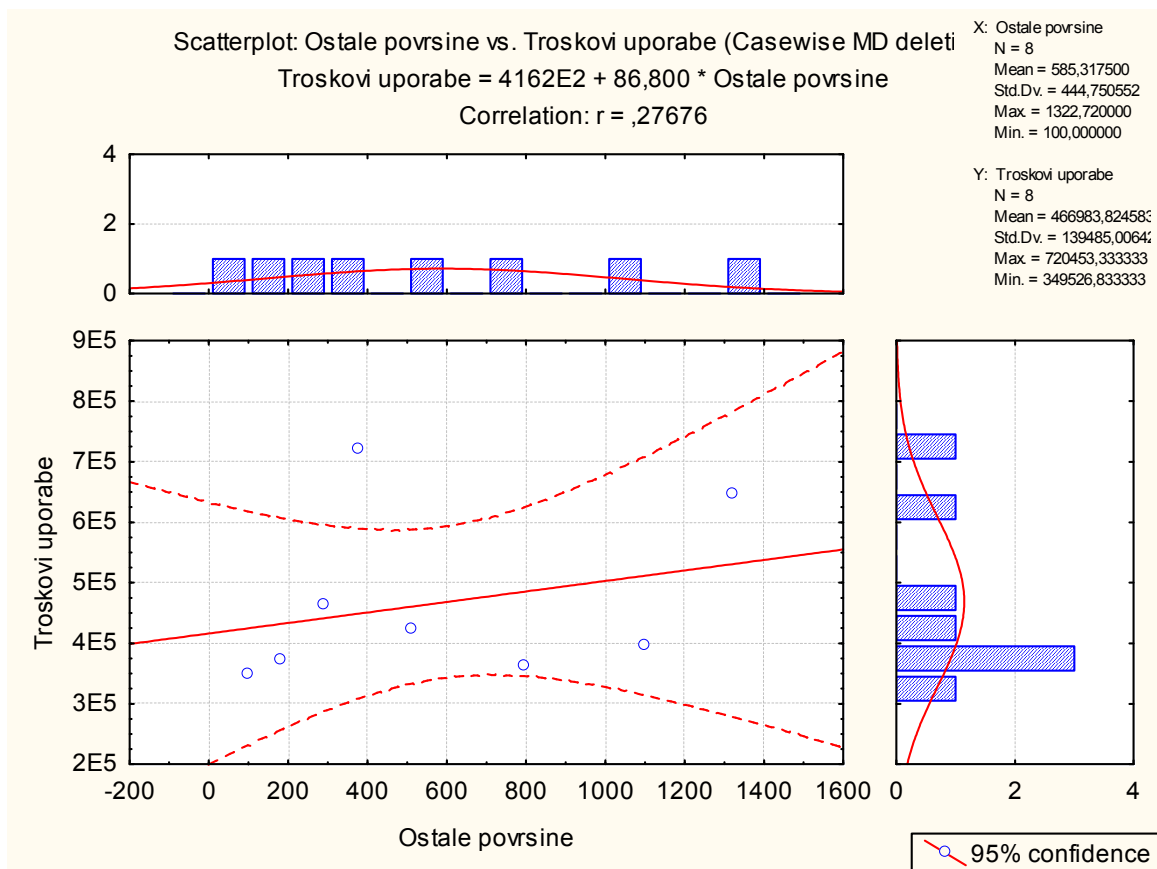 Scatterplot: Ostale povrsine vs. Troskovi uporabe (Casewise MD deleti
Troskovi uporabe = 4162E2 + 86,800 * Ostale povrsine
Correlation: r = ,27676
X: Ostale povrsine
N = 8
Mean = 585,317500
Std.Dv. = 444,750552
Max. = 1322,720000
Min. = 100,000000
Y: Troskovi uporabe
N = 8
Mean = 466983,824583
Std.Dv. = 139485,00642
Max. = 720453,333333
Min. = 349526,833333
4
2
0
9E5
8E5
7E5
6E5
5E5
4E5
3E5
2E5
Troskovi uporabe
-200 0 200 400 600 800 1000 1200 1400 1600
Ostale povrsine
0 2 4
95% confidence